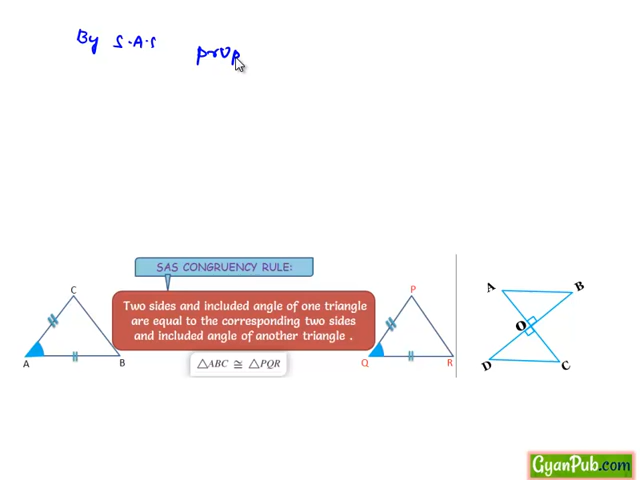 By S.A.S prop
SAS CONGRUENCY RULE:
Two sides and included angle of one triangle
are equal to the corresponding two sides
and included angle of another triangle .
△ABC ≅ △PQR
C
A
B
P
Q
R
A
B
O
D
C
GyanPub.com